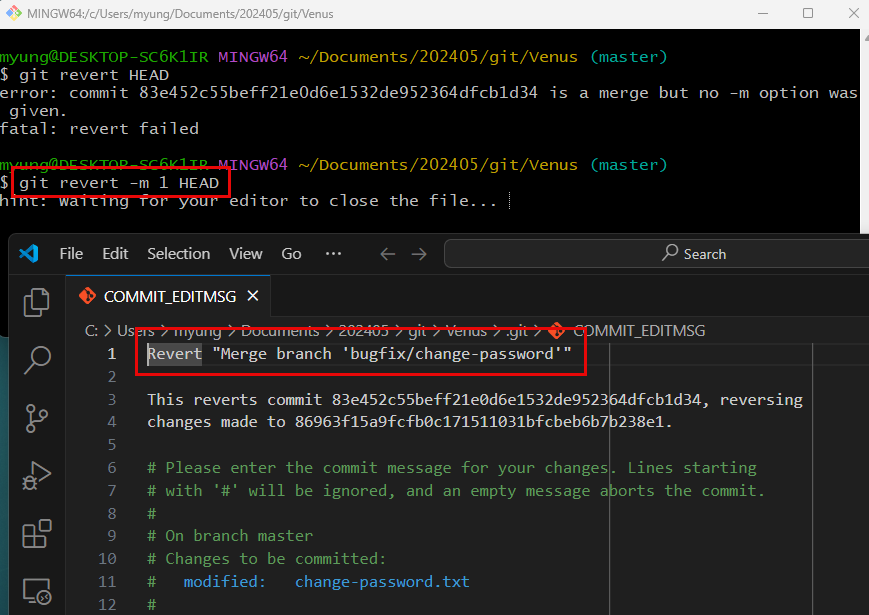 MINGW64:/c/Users/myung/Documents/202405/git/Venus
myung@DESKTOP-SC6K1IR MINGW64 ~/Documents/202405/git/Venus (master)
$ git revert HEAD
error: commit 83e452c55beff21e0d6e1532de952364dfcb1d34 is a merge but no -m option was
given.
fatal: revert failed
myung@DESKTOP-SC6K1IR MINGW64 ~/Documents/202405/git/Venus (master)
$ git revert -m 1 HEAD
hint: Waiting for your editor to close the file...
File Edit Selection View Go ··· Search
COMMIT_EDITMSG
C: > Users > myung > Documents > 202405 > git > Venus > .git > COMMIT_EDITMSG
1 Revert "Merge branch 'bugfix/change-password'"
2
3 This reverts commit 83e452c55beff21e0d6e1532de952364dfcb1d34, reversing
4 changes made to 86963f15a9fcfb0c171511031bfcbeb6b7b238e1.
5
6 # Please enter the commit message for your changes. Lines starting
7 # with '#' will be ignored, and an empty message aborts the commit.
8 #
9 # On branch master
10 # Changes to be committed:
11 # modified: change-password.txt
12 #